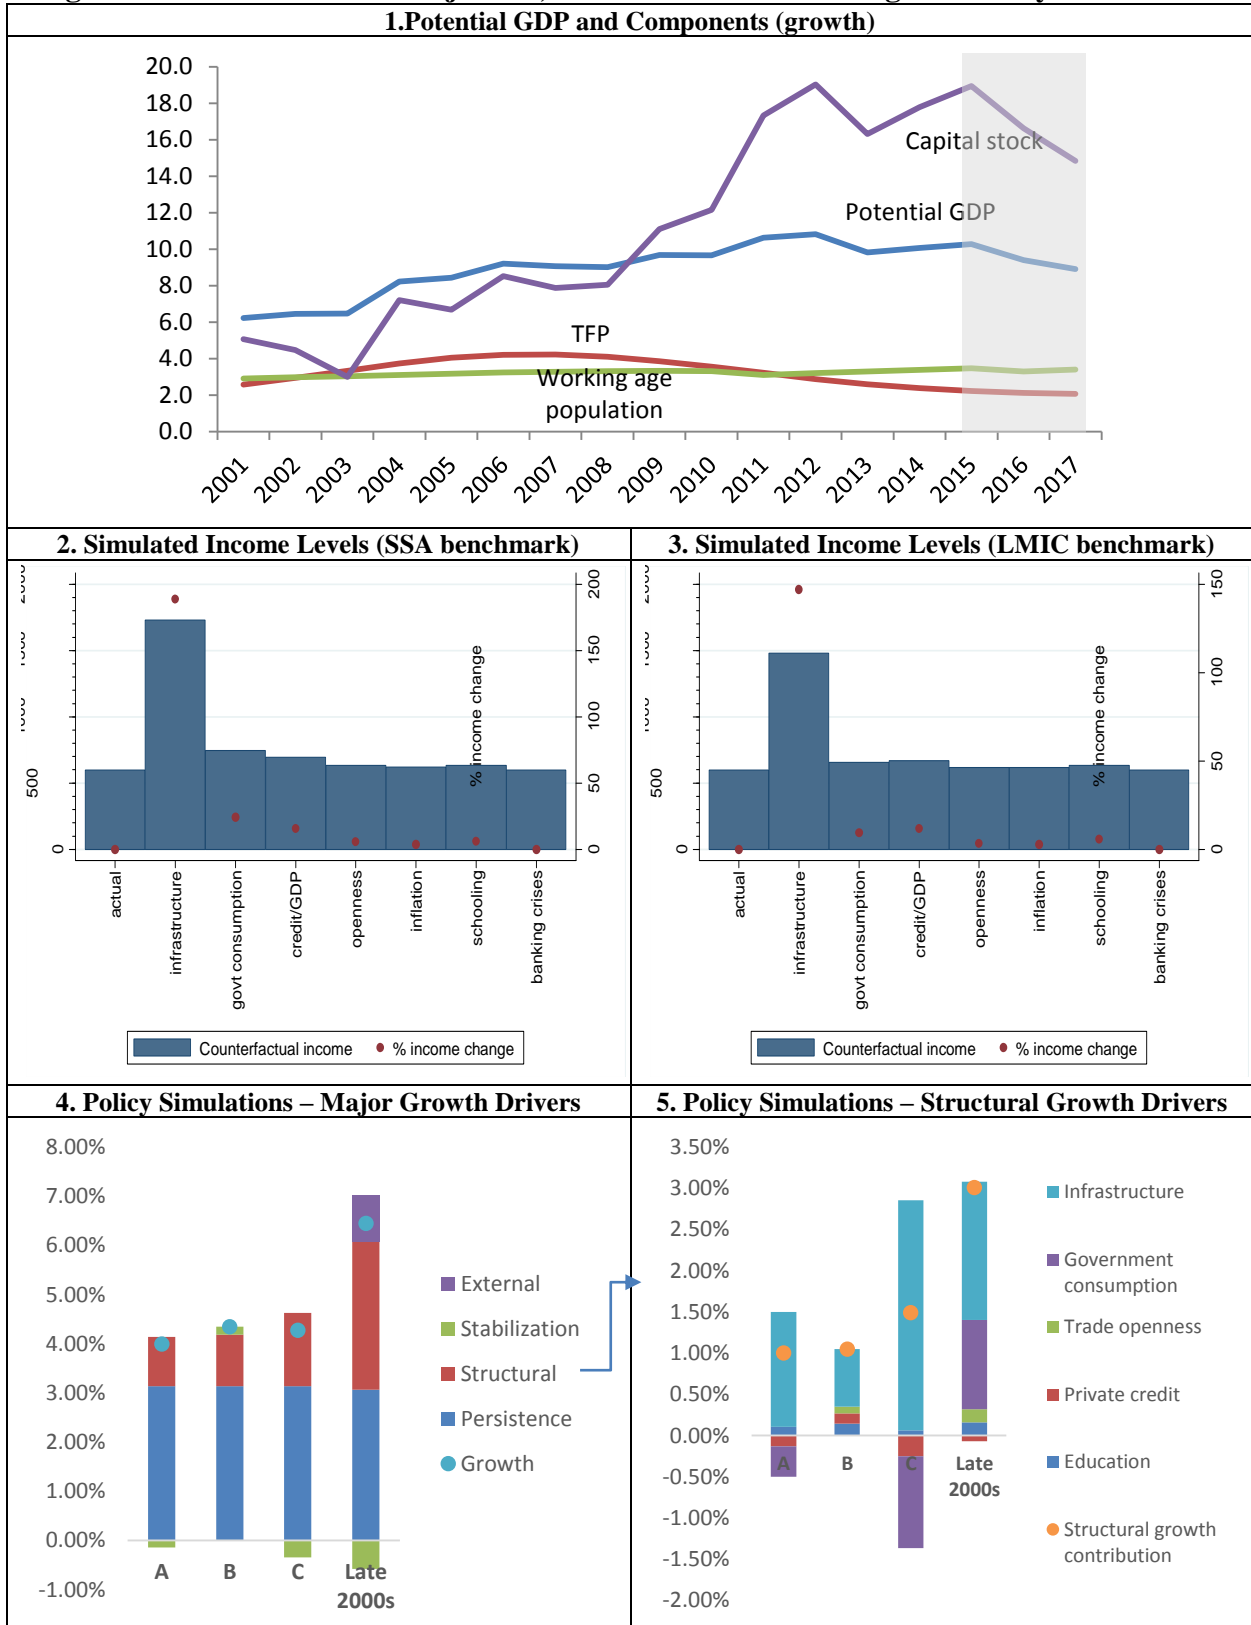 1.Potential GDP and Components (growth)
20.0
18.0
16.0
14.0
12.0
10.0
8.0
6.0
4.0
2.0
0.0
Capital stock
Potential GDP
TFP
Working age
population
2001
2002
2003
2004
2005
2006
2007
2008
2009
2010
2011
2012
2013
2014
2015
2016
2017
2. Simulated Income Levels (SSA benchmark)
500
0
200
150
100
50
0
% income change
actual
infrastructure
govt consumption
credit/GDP
openness
inflation
schooling
banking crises
Counterfactual income
% income change
3. Simulated Income Levels (LMIC benchmark)
500
0
150
100
50
0
% income change
actual
infrastructure
govt consumption
credit/GDP
openness
inflation
schooling
banking crises
Counterfactual income
% income change
4. Policy Simulations – Major Growth Drivers
8.00%
7.00%
6.00%
5.00%
4.00%
3.00%
2.00%
1.00%
0.00%
-1.00%
A
B
C
Late
2000s
External
Stabilization
Structural
Persistence
Growth
5. Policy Simulations – Structural Growth Drivers
3.50%
3.00%
2.50%
2.00%
1.50%
1.00%
0.50%
0.00%
-0.50%
-1.00%
-1.50%
-2.00%
A
B
C
Late
2000s
Infrastructure
Government
consumption
Trade openness
Private credit
Education
Structural growth
contribution